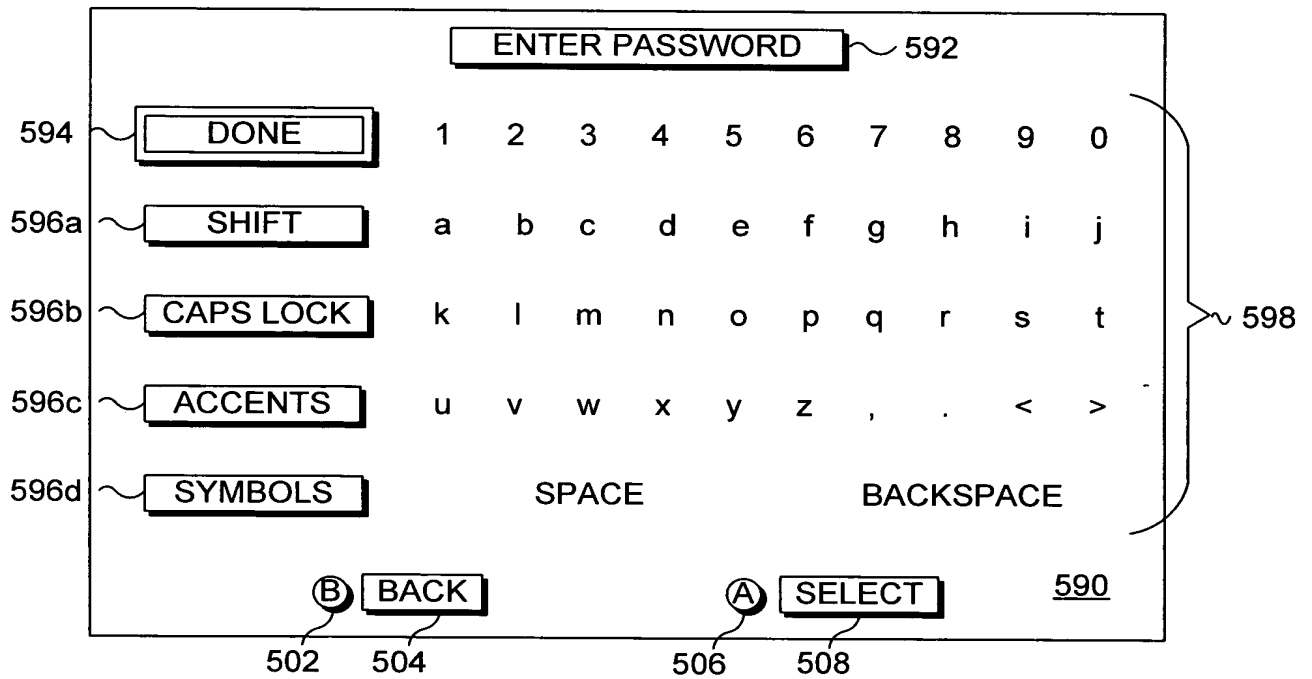 ENTER PASSWORD 592
594 DONE 1 2 3 4 5 6 7 8 9 0
596a SHIFT a b c d e f g h i j
596b CAPS LOCK k l m n o p q r s t 598
596c ACCENTS u v w x y z , . < >
596d SYMBOLS SPACE BACKSPACE
B BACK A SELECT 590
502 504 506 508